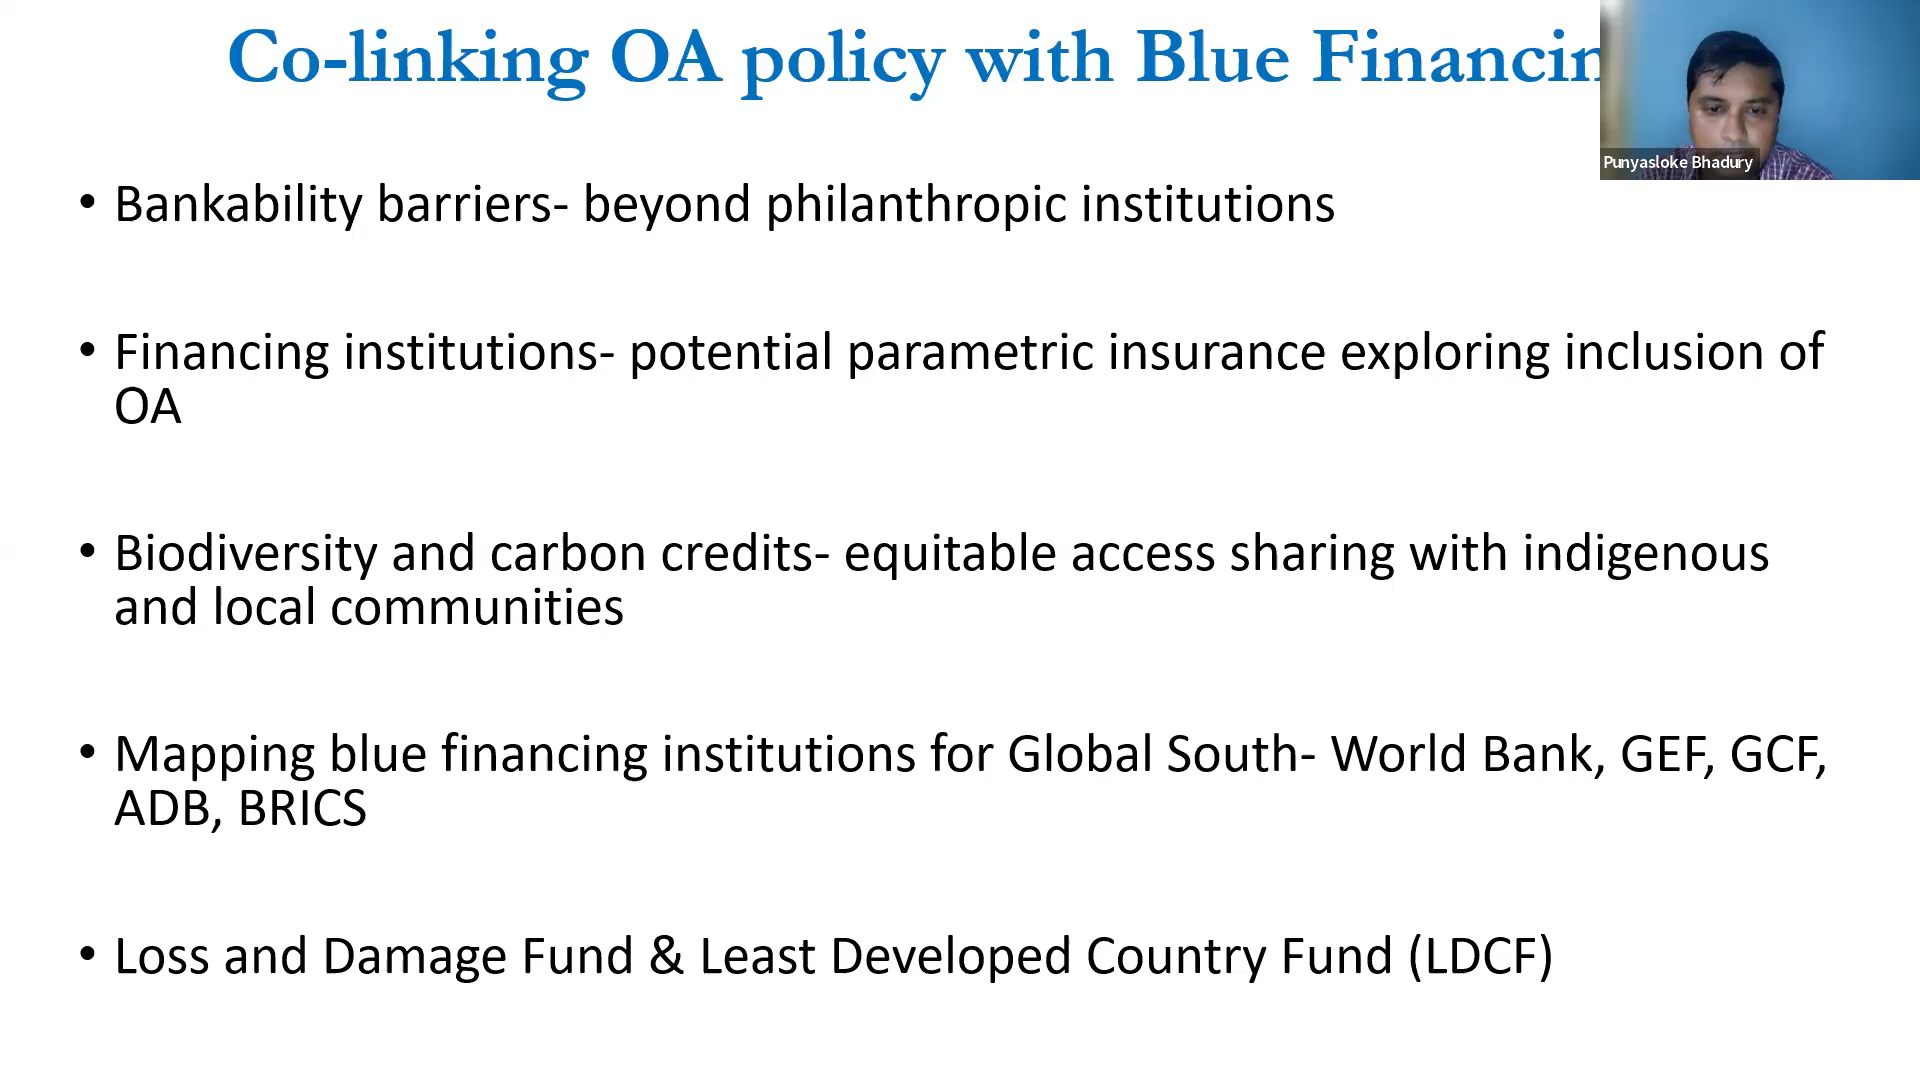 Co-linking OA policy with Blue Financin
Punyasloke Bhadury
• Bankability barriers- beyond philanthropic institutions
• Financing institutions- potential parametric insurance exploring inclusion of
OA
• Biodiversity and carbon credits- equitable access sharing with indigenous
and local communities
• Mapping blue financing institutions for Global South- World Bank, GEF, GCF,
ADB, BRICS
• Loss and Damage Fund & Least Developed Country Fund (LDCF)